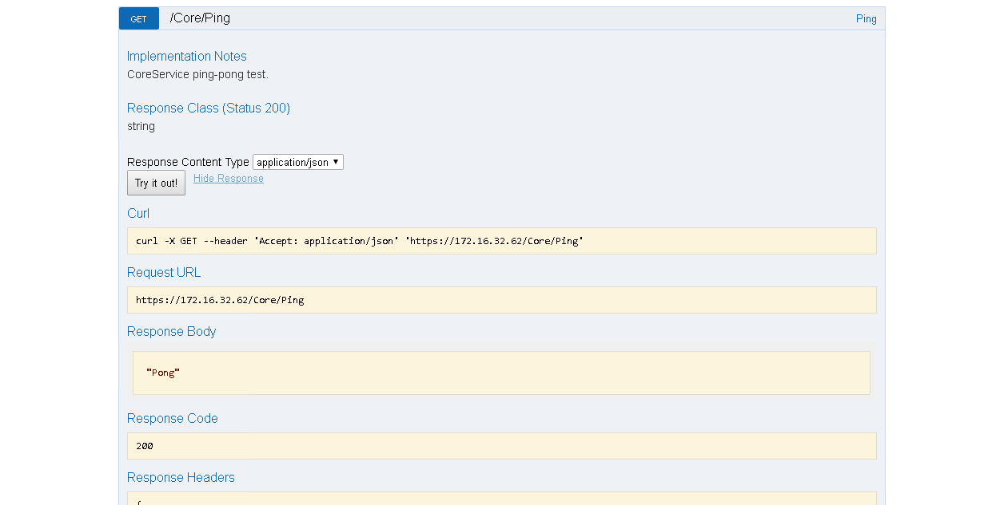 GET /Core/Ping Ping
Implementation Notes
CoreService ping-pong test.
Response Class (Status 200)
string
Response Content Type application/json ▼
Try it out! Hide Response
Curl
curl -X GET --header 'Accept: application/json' 'https://172.16.32.62/Core/Ping'
Request URL
https://172.16.32.62/Core/Ping
Response Body
"Pong"
Response Code
200
Response Headers
{